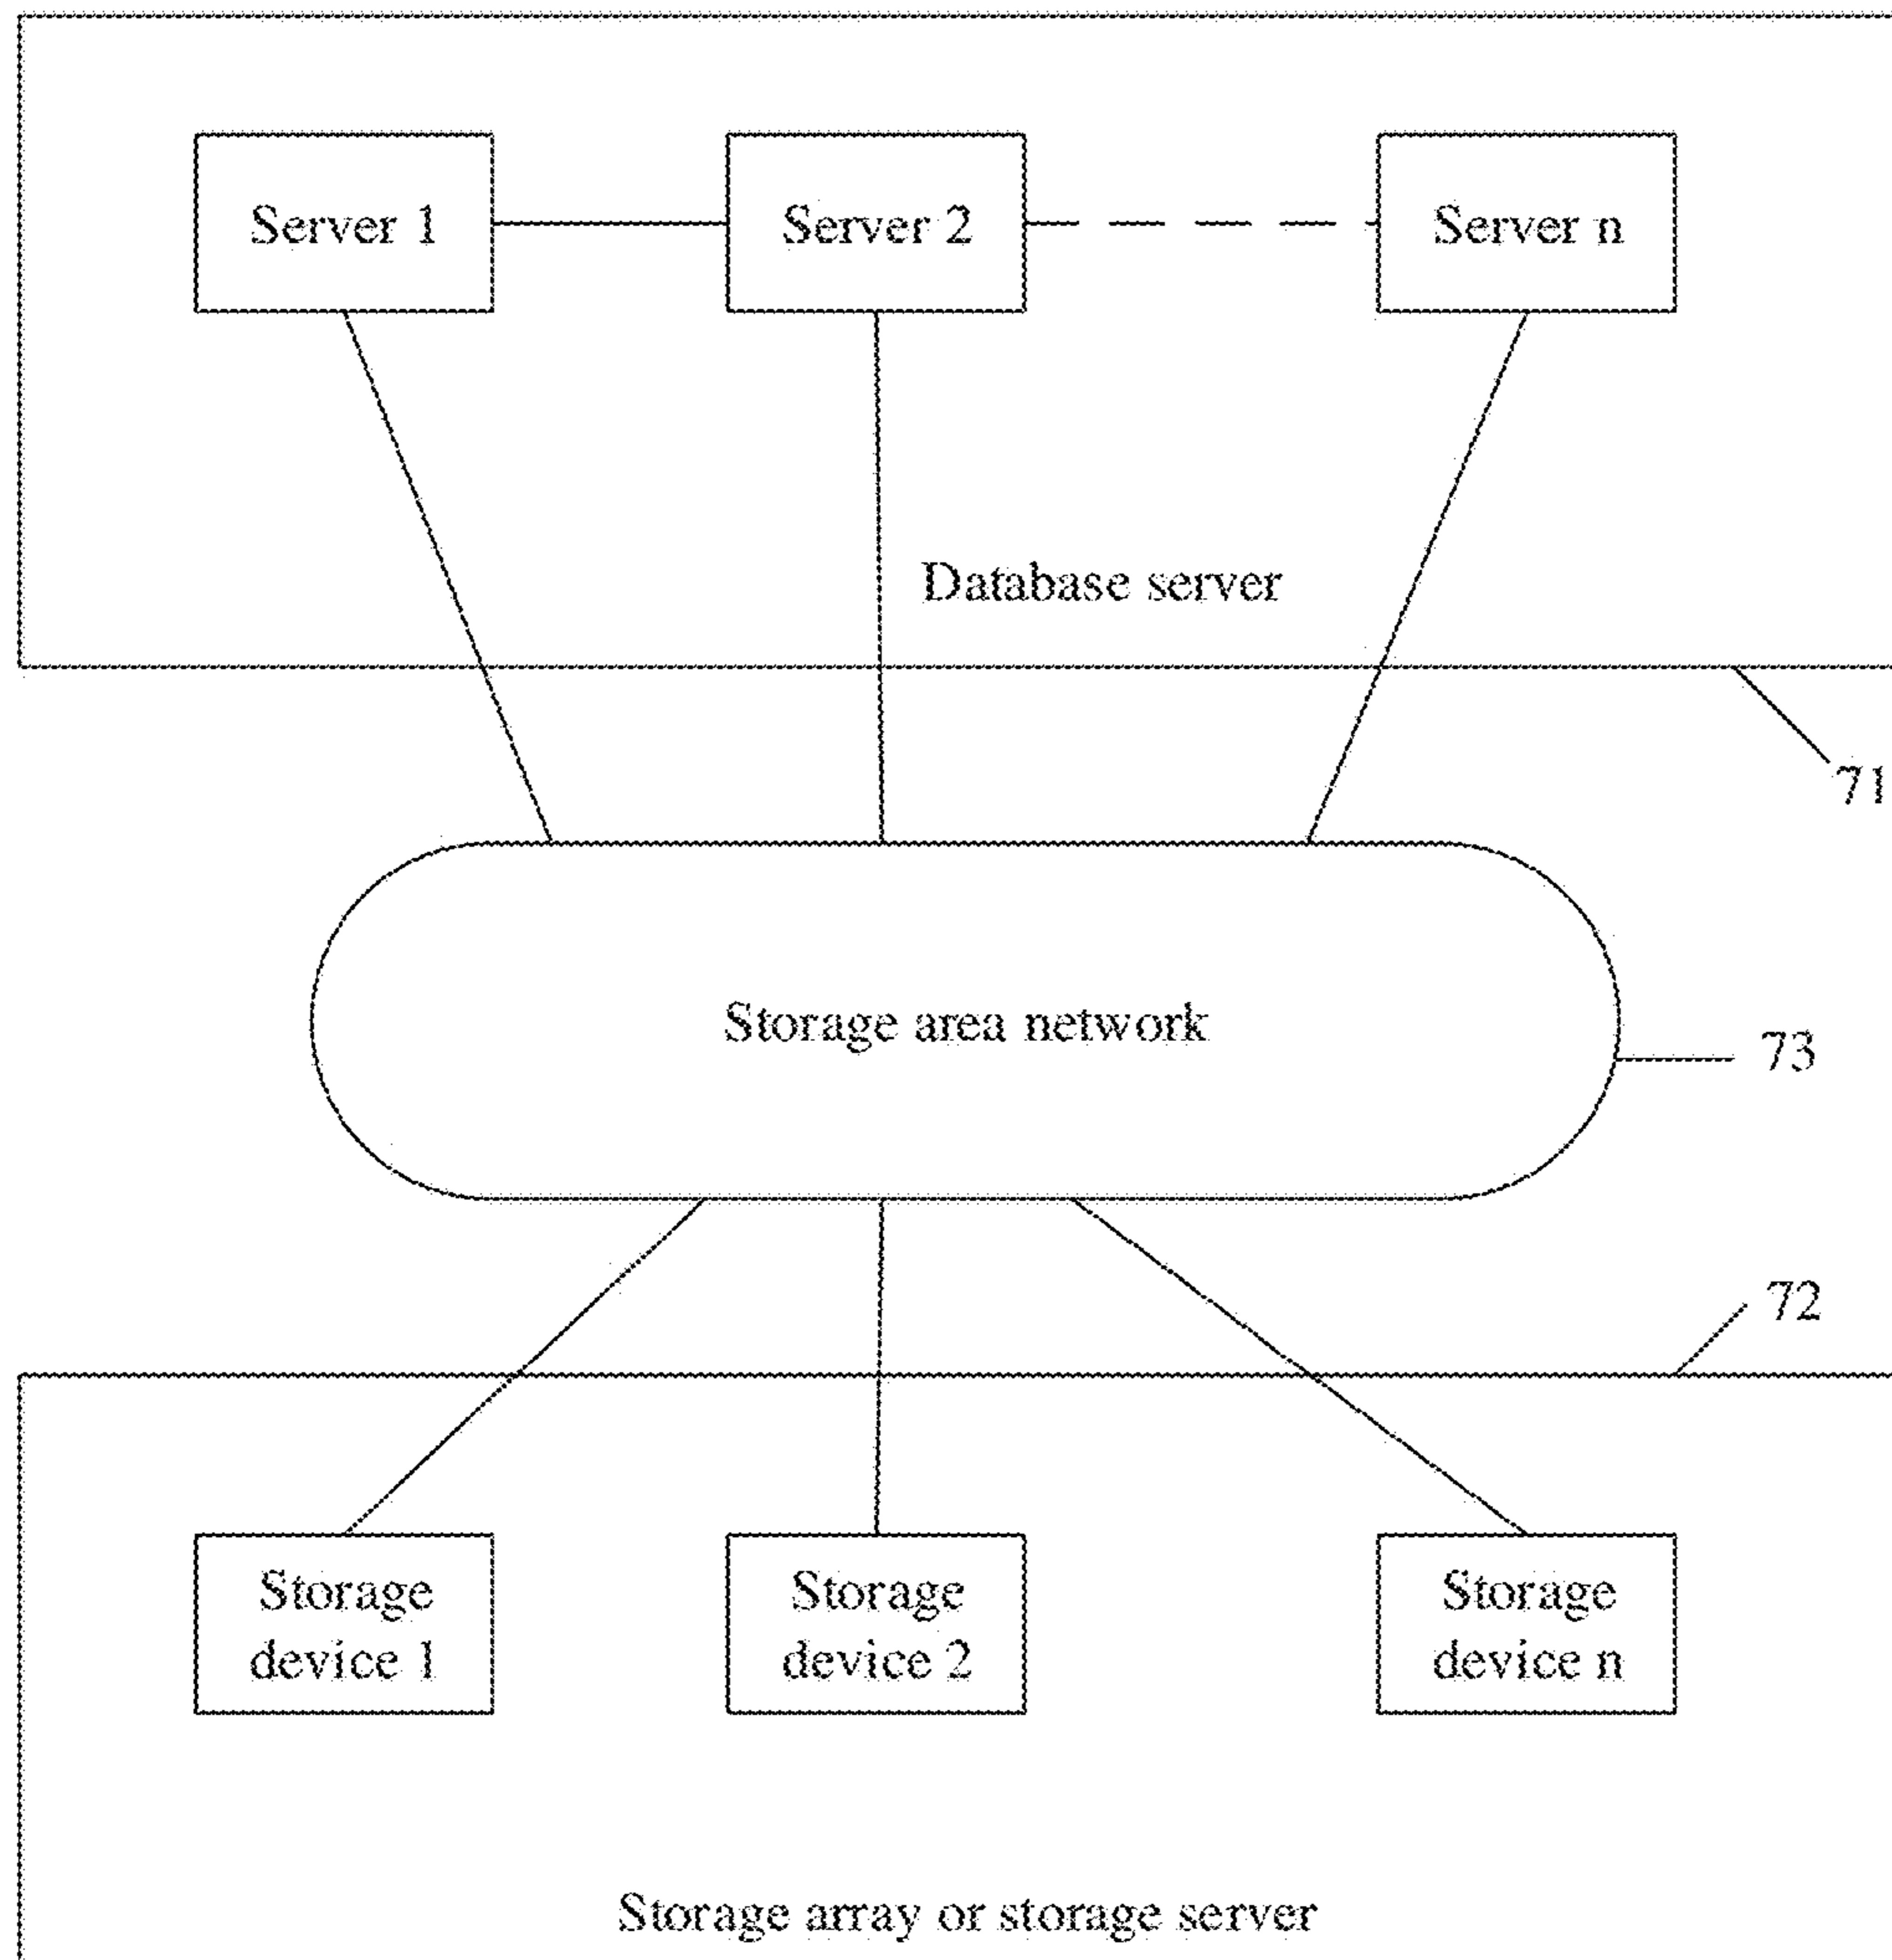 Server 1
Server 2
Server n
Database server
71
Storage area network
73
72
Storage
device 1
Storage
device 2
Storage
device n
Storage array or storage server